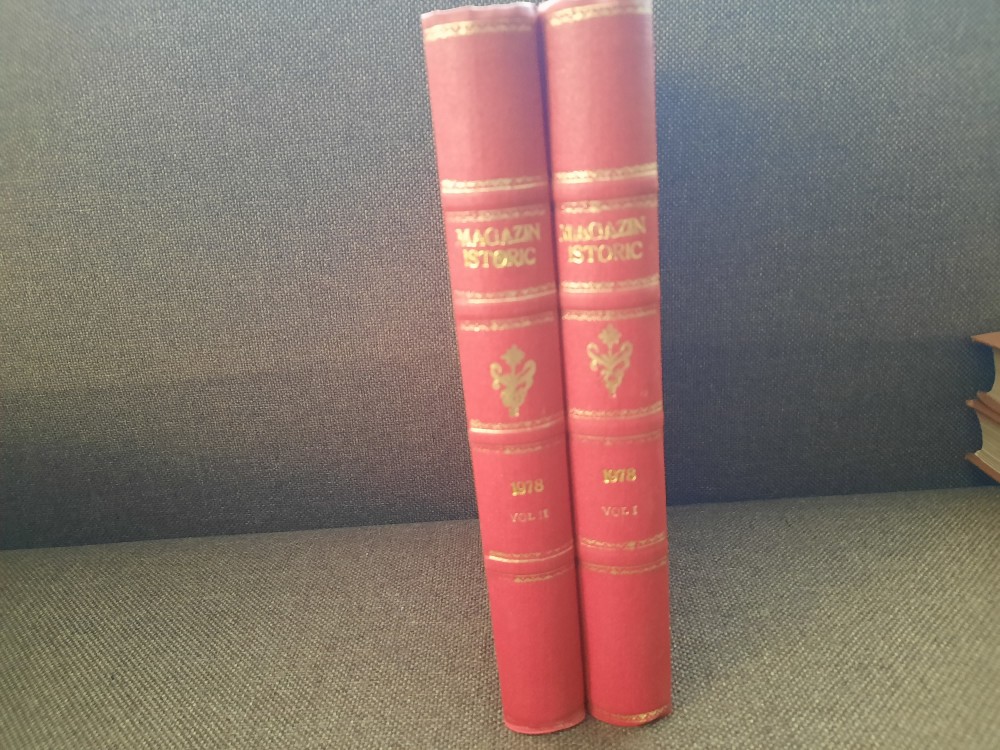 MAGAZIN
ISTORIC
1978
VOL II
MAGAZIN
ISTORIC
1978
VOL I